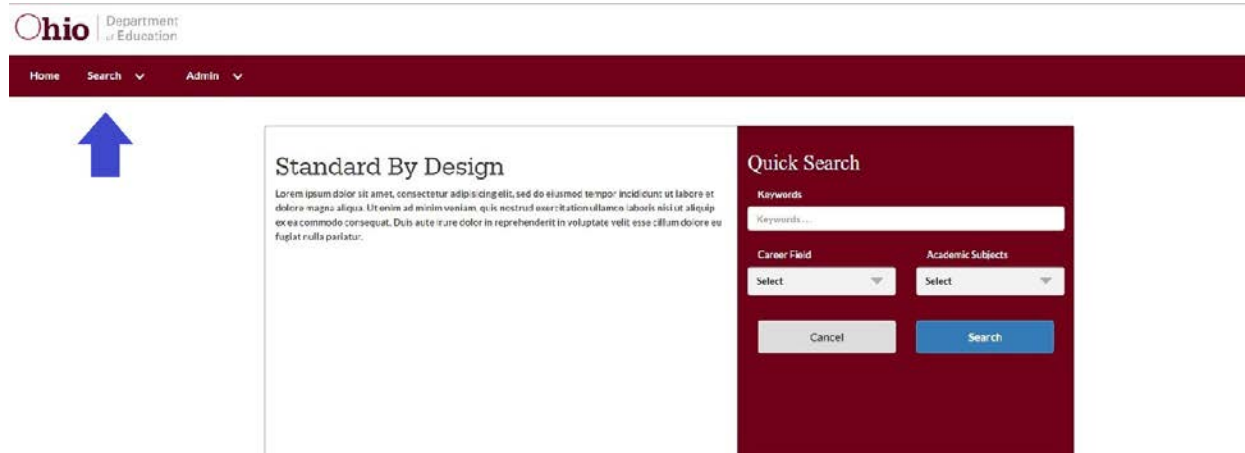 Ohio Department
of Education
Home Search Admin
Standard By Design
Lorem ipsum dolor sit amet, consectetur adipisicing elit, sed do eiusmod tempor incididunt ut labore et
dolore magna aliqua. Ut enim ad minim veniam, quis nostrud exercitation ullamco laboris nisi ut aliquip
ex ea commodo consequat. Duis aute irure dolor in reprehenderit in voluptate velit esse cillum dolore eu
fugiat nulla pariatur.
Quick Search
Keywords
Keywords...
Career Field Academic Subjects
Select Select
Cancel Search